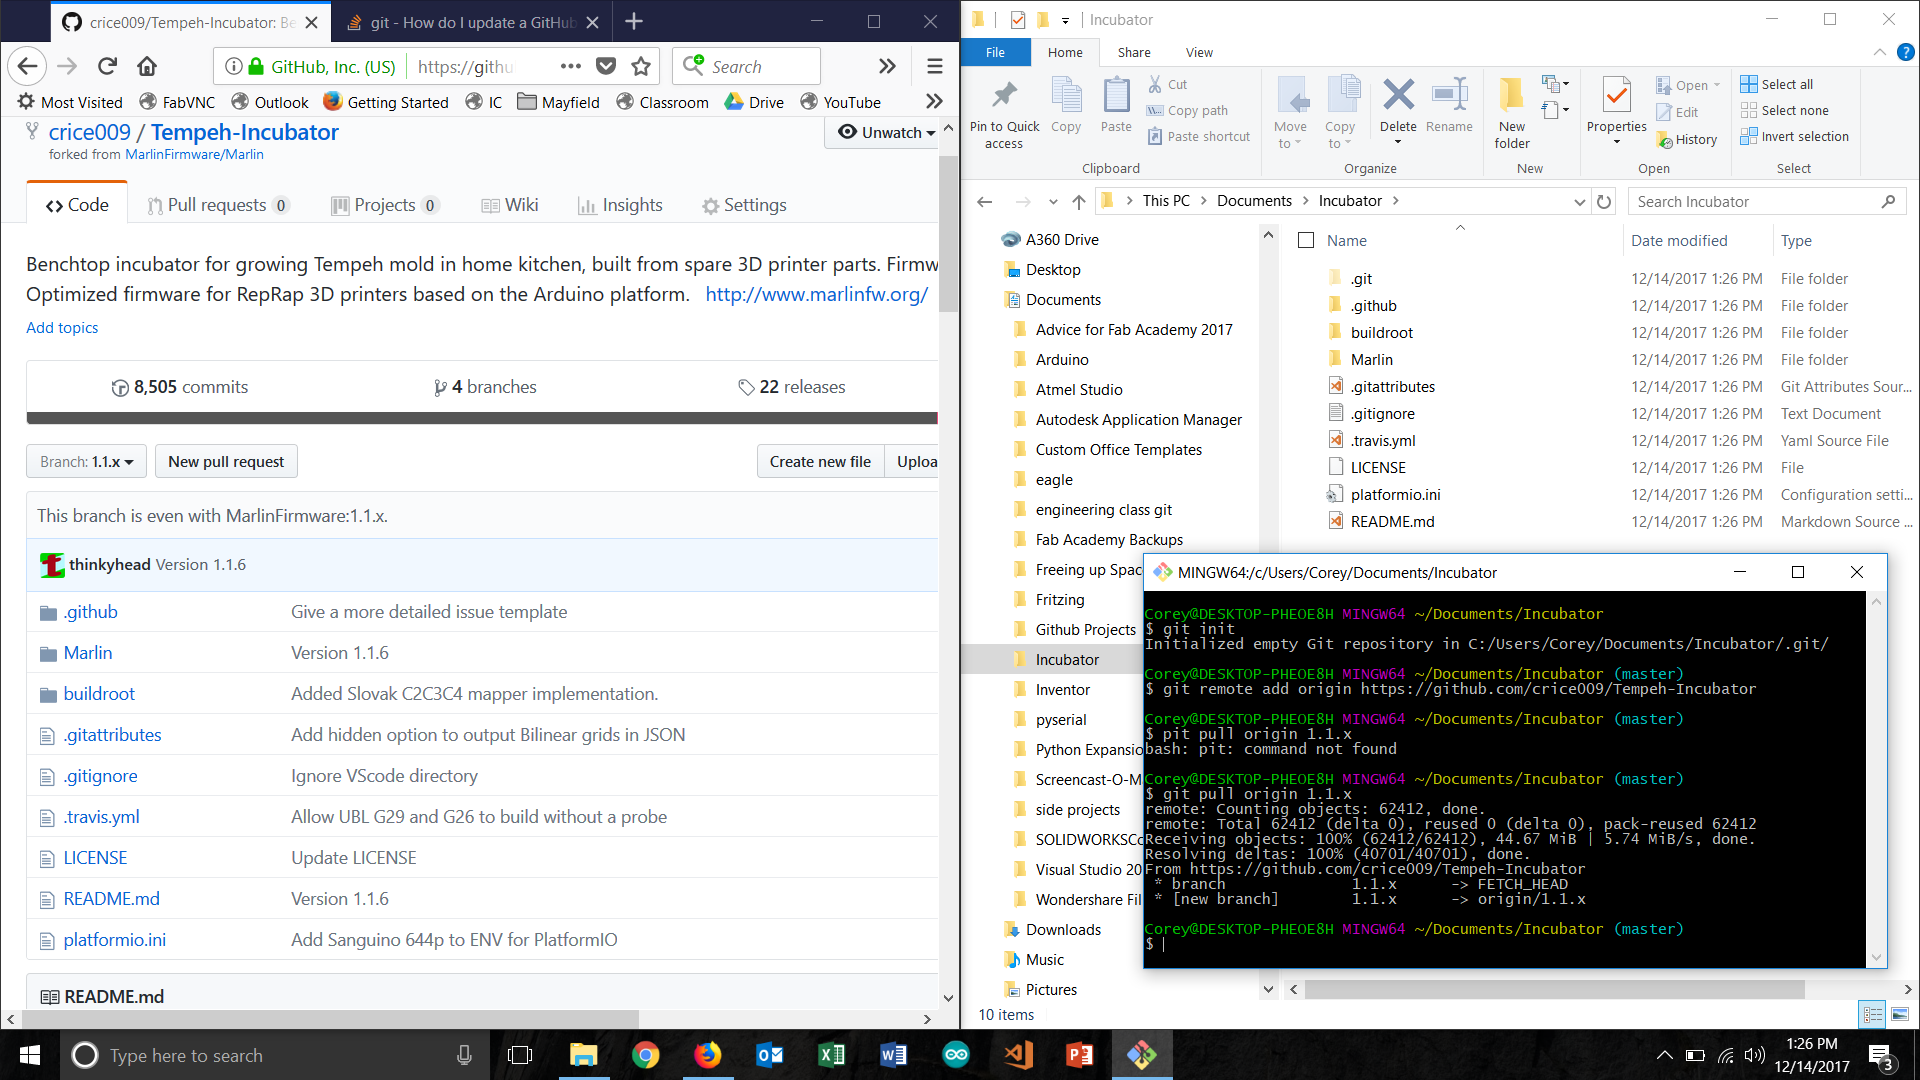 crice009/Tempeh-Incubator: Be
git - How do I update a GitHub
GitHub, Inc. (US)
https://githu
Search
Most Visited
FabVNC
Outlook
Getting Started
IC
Mayfield
Classroom
Drive
YouTube
crice009 / Tempeh-Incubator
forked from MarlinFirmware/Marlin
Unwatch
Code
Pull requests 0
Projects 0
Wiki
Insights
Settings
Benchtop incubator for growing Tempeh mold in home kitchen, built from spare 3D printer parts. Firmw
Optimized firmware for RepRap 3D printers based on the Arduino platform. http://www.marlinfw.org/
Add topics
8,505 commits
4 branches
22 releases
Branch: 1.1.x
New pull request
Create new file
Uploa
This branch is even with MarlinFirmware:1.1.x.
thinkyhead Version 1.1.6
.github Give a more detailed issue template
Marlin Version 1.1.6
buildroot Added Slovak C2C3C4 mapper implementation.
.gitattributes Add hidden option to output Bilinear grids in JSON
.gitignore Ignore VScode directory
.travis.yml Allow UBL G29 and G26 to build without a probe
LICENSE Update LICENSE
README.md Version 1.1.6
platformio.ini Add Sanguino 644p to ENV for PlatformIO
README.md
Incubator
File
Home
Share
View
Pin to Quick
access
Copy
Paste
Cut
Copy path
Paste shortcut
Clipboard
Move
to
Copy
to
Delete
Rename
Organize
New
folder
New
Properties
Open
Edit
History
Open
Select all
Select none
Invert selection
Select
This PC
Documents
Incubator
Search Incubator
A360 Drive
Desktop
Documents
Advice for Fab Academy 2017
Arduino
Atmel Studio
Autodesk Application Manager
Custom Office Templates
eagle
engineering class git
Fab Academy Backups
Freeing up Spac
Fritzing
Github Projects
Incubator
Inventor
pyserial
Python Expansio
Screencast-O-M
side projects
SOLIDWORKSCo
Visual Studio 20
Wondershare Fil
Downloads
Music
Pictures
10 items
Name Date modified Type
.git 12/14/2017 1:26 PM File folder
.github 12/14/2017 1:26 PM File folder
buildroot 12/14/2017 1:26 PM File folder
Marlin 12/14/2017 1:26 PM File folder
.gitattributes 12/14/2017 1:26 PM Git Attributes Sour...
.gitignore 12/14/2017 1:26 PM Text Document
.travis.yml 12/14/2017 1:26 PM Yaml Source File
LICENSE 12/14/2017 1:26 PM File
platformio.ini 12/14/2017 1:26 PM Configuration setti...
README.md 12/14/2017 1:26 PM Markdown Source ...
MINGW64:/c/Users/Corey/Documents/Incubator
Corey@DESKTOP-PHEOE8H MINGW64 ~/Documents/Incubator
$ git init
Initialized empty Git repository in C:/Users/Corey/Documents/Incubator/.git/
Corey@DESKTOP-PHEOE8H MINGW64 ~/Documents/Incubator (master)
$ git remote add origin https://github.com/crice009/Tempeh-Incubator
Corey@DESKTOP-PHEOE8H MINGW64 ~/Documents/Incubator (master)
$ pit pull origin 1.1.x
bash: pit: command not found
Corey@DESKTOP-PHEOE8H MINGW64 ~/Documents/Incubator (master)
$ git pull origin 1.1.x
remote: Counting objects: 62412, done.
remote: Total 62412 (delta 0), reused 0 (delta 0), pack-reused 62412
Receiving objects: 100% (62412/62412), 44.67 MiB | 5.74 MiB/s, done.
Resolving deltas: 100% (40701/40701), done.
From https://github.com/crice009/Tempeh-Incubator
* branch 1.1.x -> FETCH_HEAD
* [new branch] 1.1.x -> origin/1.1.x
Corey@DESKTOP-PHEOE8H MINGW64 ~/Documents/Incubator (master)
$
Type here to search
1:26 PM
12/14/2017
3